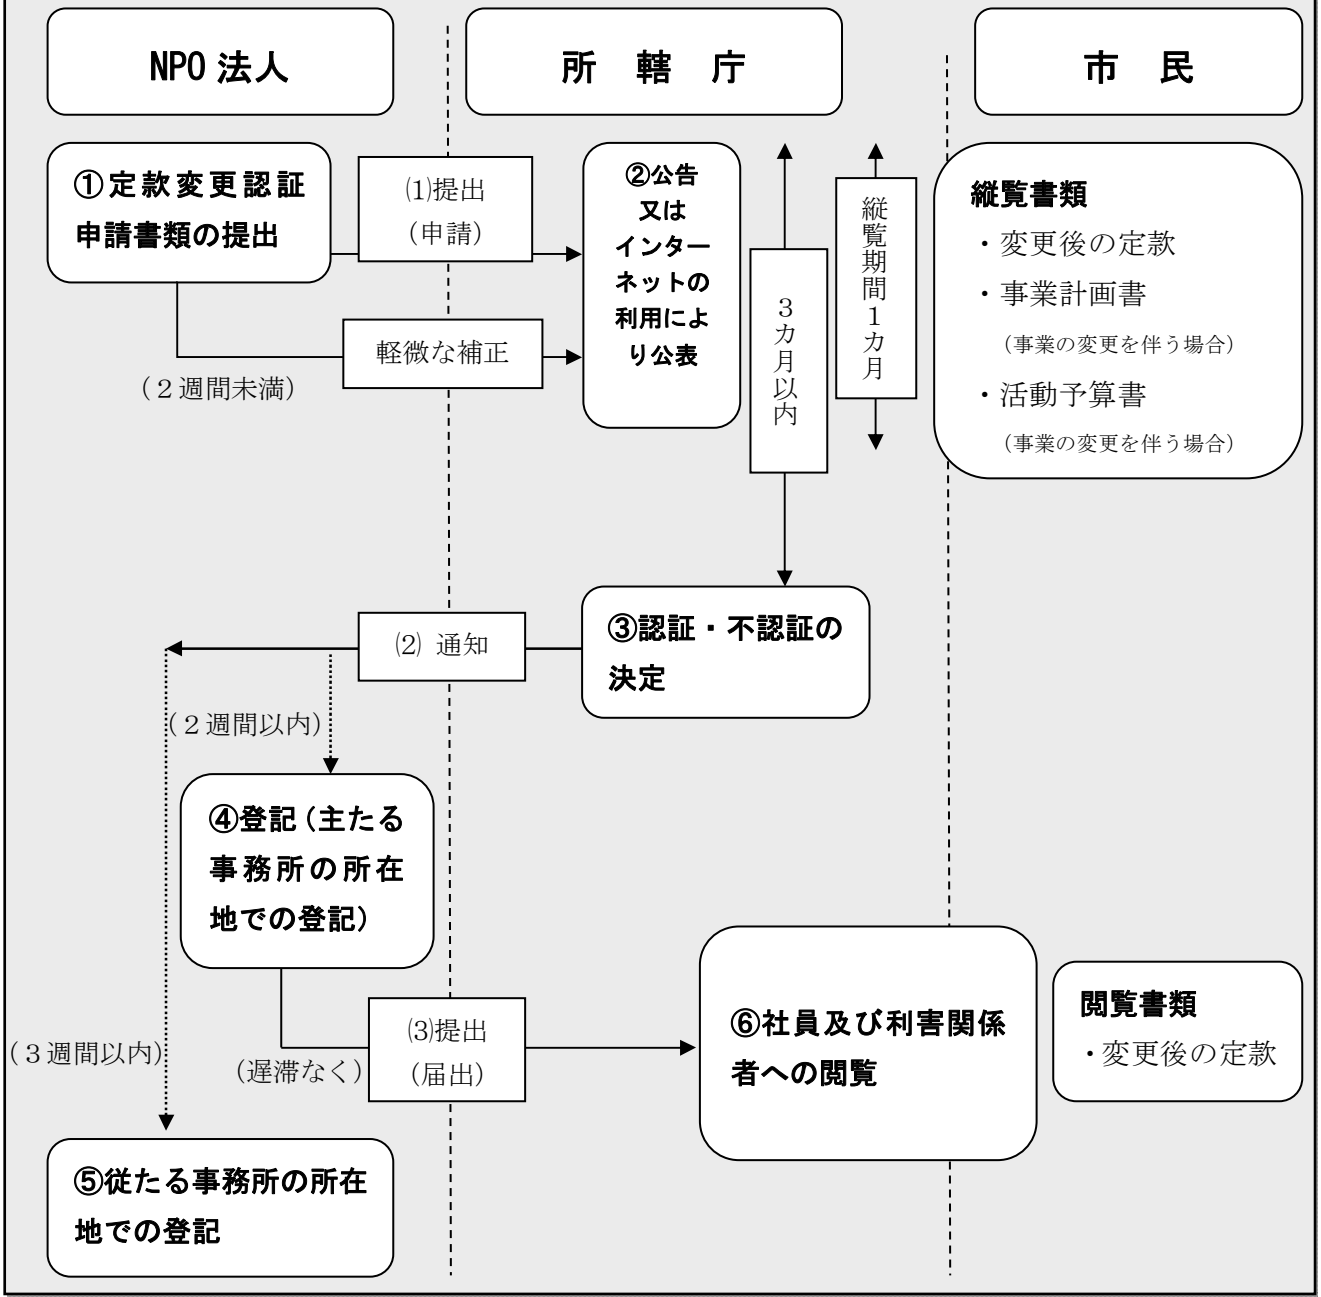 NPO 法人
所 轄 庁
市 民
①定款変更認証
申請書類の提出
⑴提出
（申請）
軽微な補正
（２週間未満）
②公告
又は
インター
ネットの
利用によ
り公表
３カ月以内
縦覧期間１カ月
縦覧書類
・変更後の定款
・事業計画書
（事業の変更を伴う場合）
・活動予算書
（事業の変更を伴う場合）
③認証・不認証の
決定
⑵ 通知
（２週間以内）
④登記（主たる
事務所の所在
地での登記）
（３週間以内）
（遅滞なく）
⑶提出
（届出）
⑥社員及び利害関係
者への閲覧
閲覧書類
・変更後の定款
⑤従たる事務所の所在
地での登記